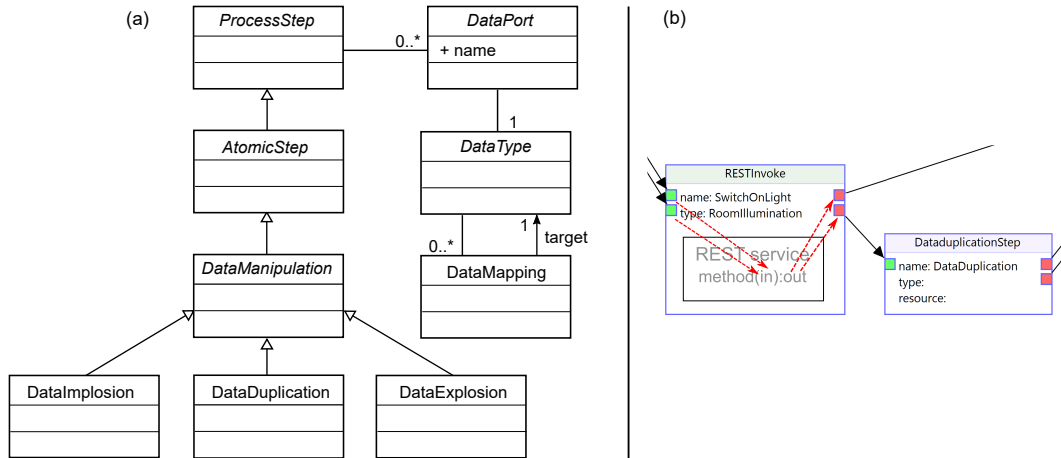 (a)
ProcessStep
0..*
DataPort
+ name
1
AtomicStep
DataType
0..*
1
target
DataManipulation
DataMapping
DataImplosion
DataDuplication
DataExplosion
(b)
RESTInvoke
name: SwitchOnLight
type: RoomIllumination
REST service
method(in):out
DataduplicationStep
name: DataDuplication
type:
resource: